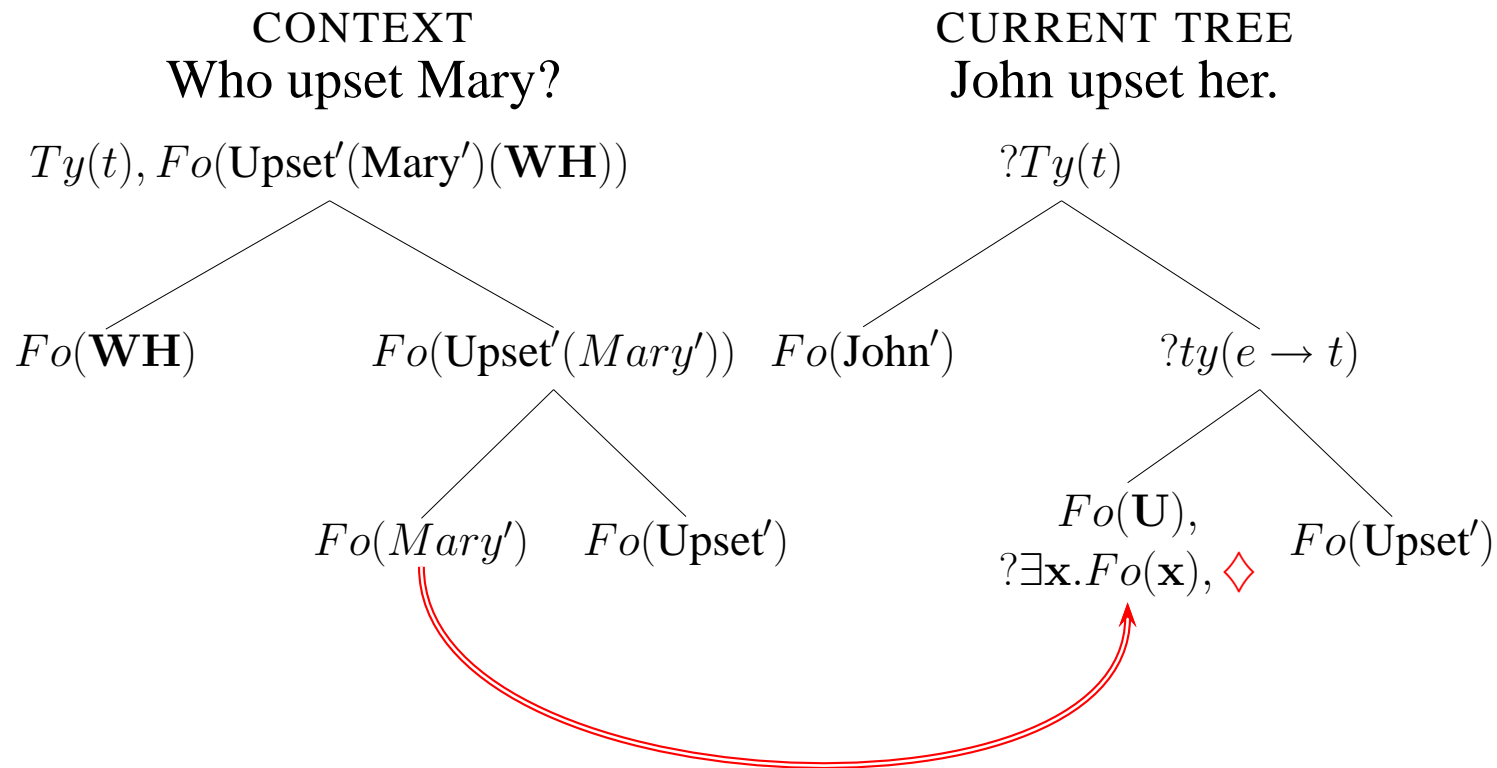 CONTEXT
Who upset Mary?
Ty(t), Fo(Upset′(Mary′)(WH))
Fo(WH)
Fo(Upset′(Mary′))
Fo(Mary′)
Fo(Upset′)
CURRENT TREE
John upset her.
?Ty(t)
Fo(John′)
?ty(e → t)
Fo(U),
?∃x.Fo(x), ♢
Fo(Upset′)